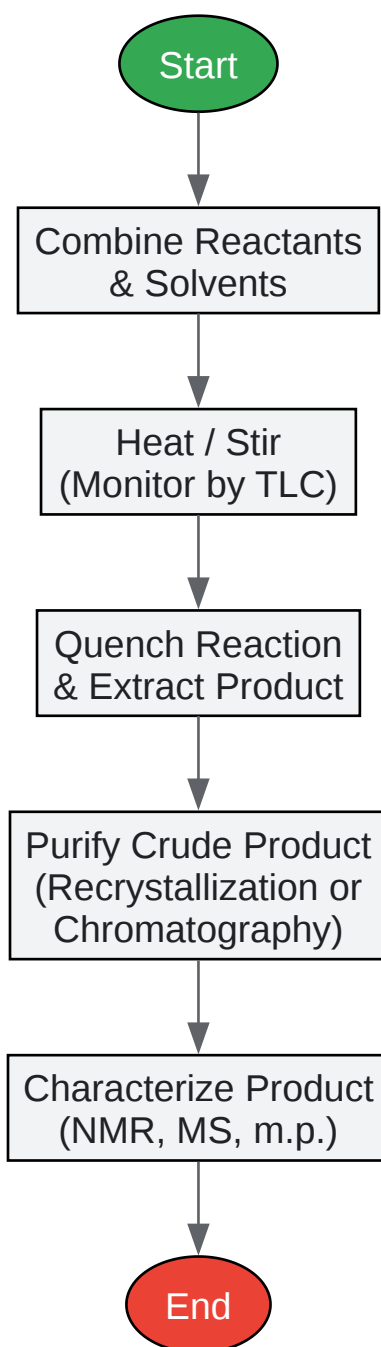 Start
Combine Reactants
& Solvents
Heat / Stir
(Monitor by TLC)
Quench Reaction
& Extract Product
Purify Crude Product
(Recrystallization or
Chromatography)
Characterize Product
(NMR, MS, m.p.)
End